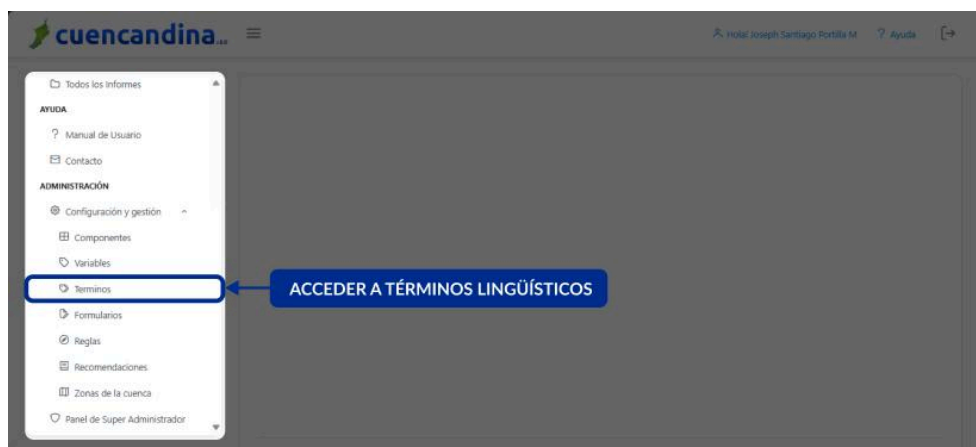 cuencandina
Hola! Joseph Santiago Portilla M
? Ayuda
Todos los Informes
AYUDA
? Manual de Usuario
Contacto
ADMINISTRACIÓN
Configuración y gestión
Componentes
Variables
Terminos
ACCEDER A TÉRMINOS LINGÜÍSTICOS
Formularios
Reglas
Recomendaciones
Zonas de la cuenca
Panel de Super Administrador